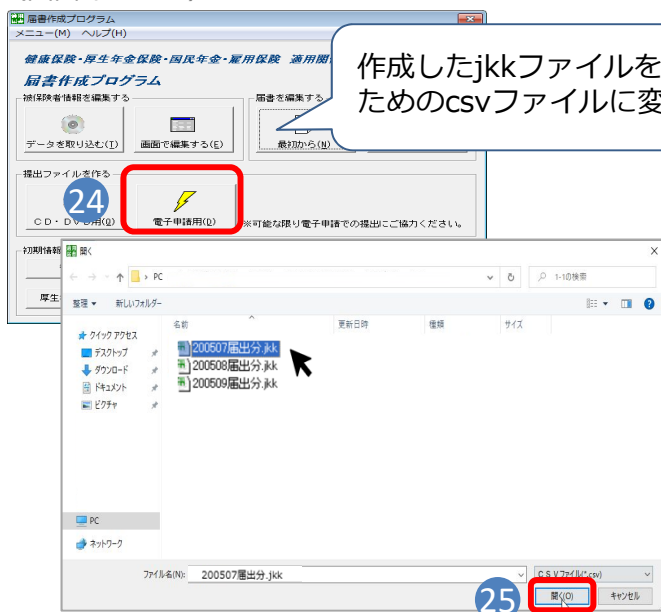 届書作成プログラム
メニュー(M) ヘルプ(H)
健康保険・厚生年金保険・国民年金・雇用保険 適用関
届書作成プログラム
被保険者情報を編集する
届書を編集する
データを取り込む(I)
画面で編集する(E)
最初から(N)
作成したjkkファイルを
ためのcsvファイルに変
提出ファイルを作る
24
CD・DVD用(Q)
電子申請用(D)
※可能な限り電子申請での提出にご協力ください。
初期情報
厚生
開く
PC
1-1の検索
整理 新しいフォルダー
名前 更新日時 種類 サイズ
クイック アクセス
デスクトップ
ダウンロード
ドキュメント
ピクチャ
200507届出分.jkk
200508届出分.jkk
200509届出分.jkk
PC
ネットワーク
ファイル名(N): 200507届出分.jkk
CSVファイル(*.csv)
25
開く(O)
キャンセル